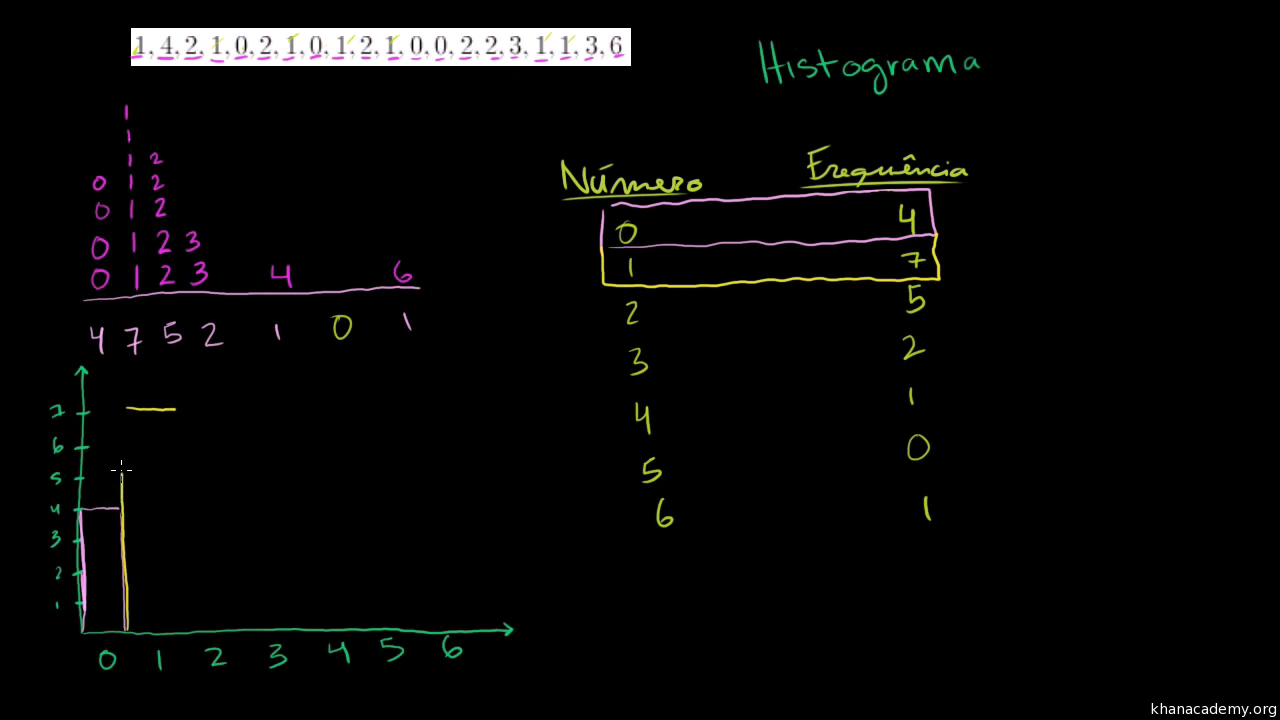 1, 4, 2, 1, 0, 2, 1, 0, 1, 2, 1, 0, 0, 2, 2, 3, 1, 1, 3, 6
Histograma
1
1
1 2
0 1 2
0 1 2
0 1 2 3
0 1 2 3 4 6
4 7 5 2 1 0 1
Número Frequência
0 4
1 7
2 5
3 2
4 1
5 0
6 1
7
6
5
4
3
2
1
0 1 2 3 4 5 6
khanacademy.org